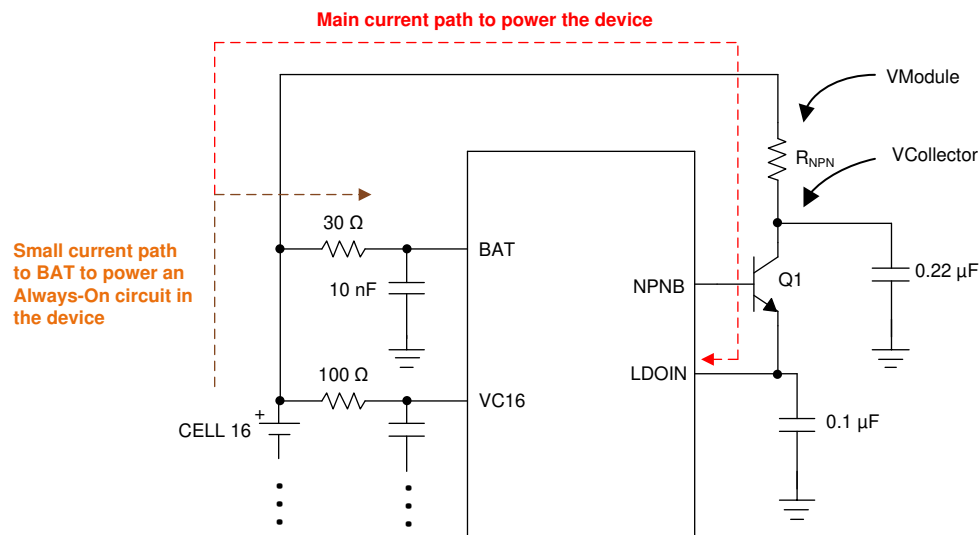 Main current path to power the device
VModule
R_NPN
VCollector
30 Ω
BAT
Small current path
to BAT to power an
Always-On circuit in
the device
10 nF
NPNB
Q1
0.22 µF
100 Ω
LDOIN
VC16
+
CELL 16
0.1 µF